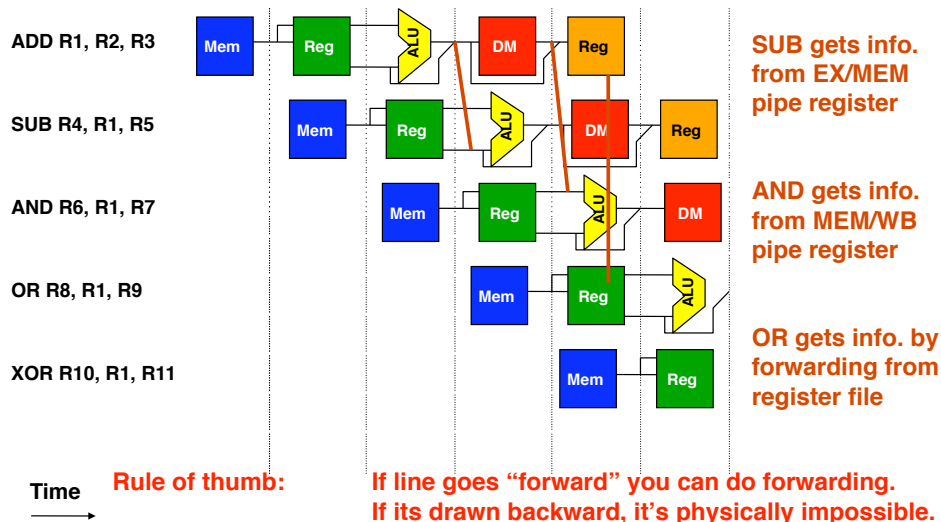 ADD R1, R2, R3
Mem
Reg
ALU
DM
Reg
SUB gets info.
from EX/MEM
pipe register
SUB R4, R1, R5
Mem
Reg
ALU
DM
Reg
AND R6, R1, R7
Mem
Reg
ALU
DM
AND gets info.
from MEM/WB
pipe register
OR R8, R1, R9
Mem
Reg
ALU
OR gets info. by
forwarding from
register file
XOR R10, R1, R11
Mem
Reg
Time
Rule of thumb:
If line goes “forward” you can do forwarding.
If its drawn backward, it’s physically impossible.